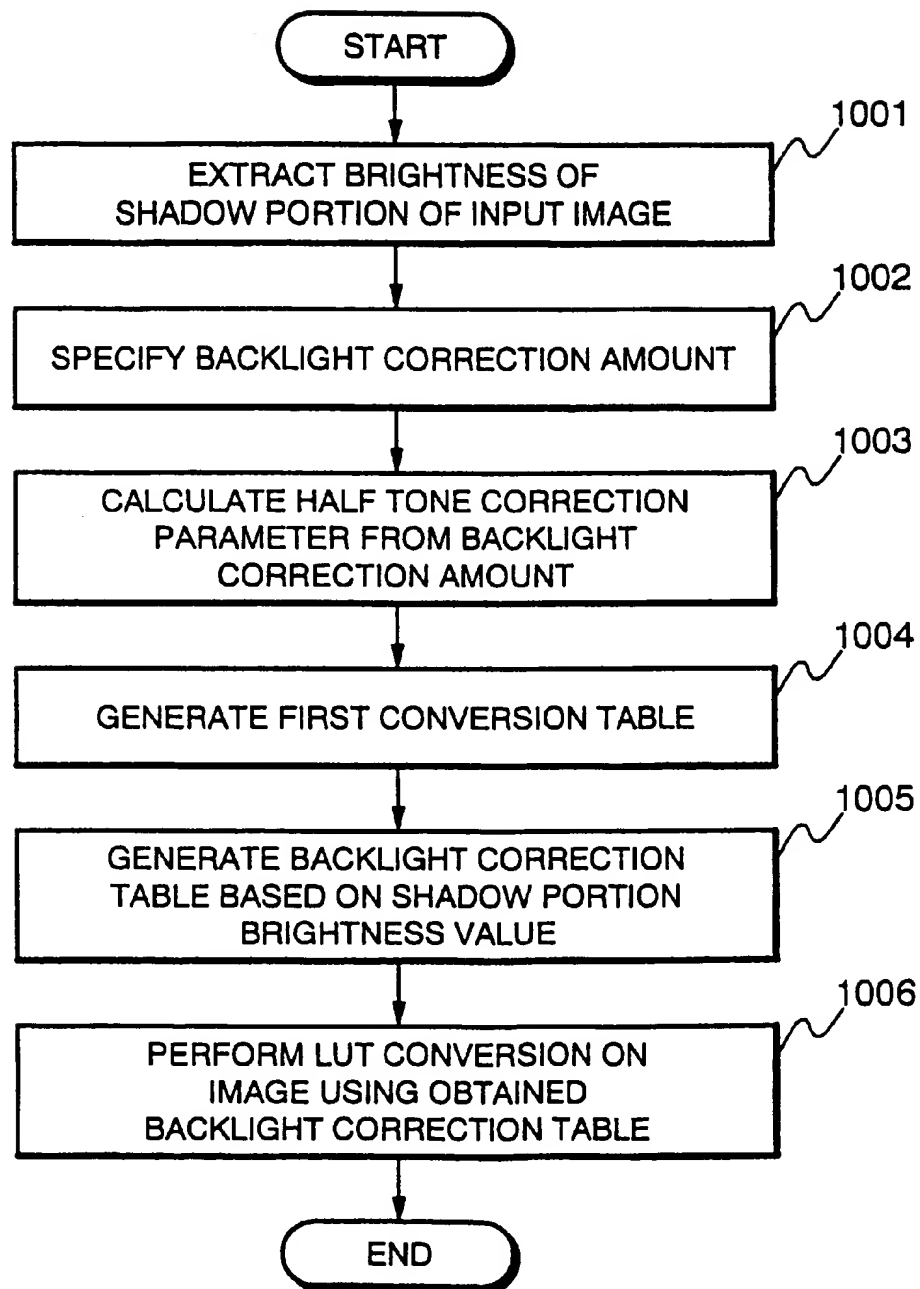 START
1001
EXTRACT BRIGHTNESS OF
SHADOW PORTION OF INPUT IMAGE
1002
SPECIFY BACKLIGHT CORRECTION AMOUNT
1003
CALCULATE HALF TONE CORRECTION
PARAMETER FROM BACKLIGHT
CORRECTION AMOUNT
1004
GENERATE FIRST CONVERSION TABLE
1005
GENERATE BACKLIGHT CORRECTION
TABLE BASED ON SHADOW PORTION
BRIGHTNESS VALUE
1006
PERFORM LUT CONVERSION ON
IMAGE USING OBTAINED
BACKLIGHT CORRECTION TABLE
END